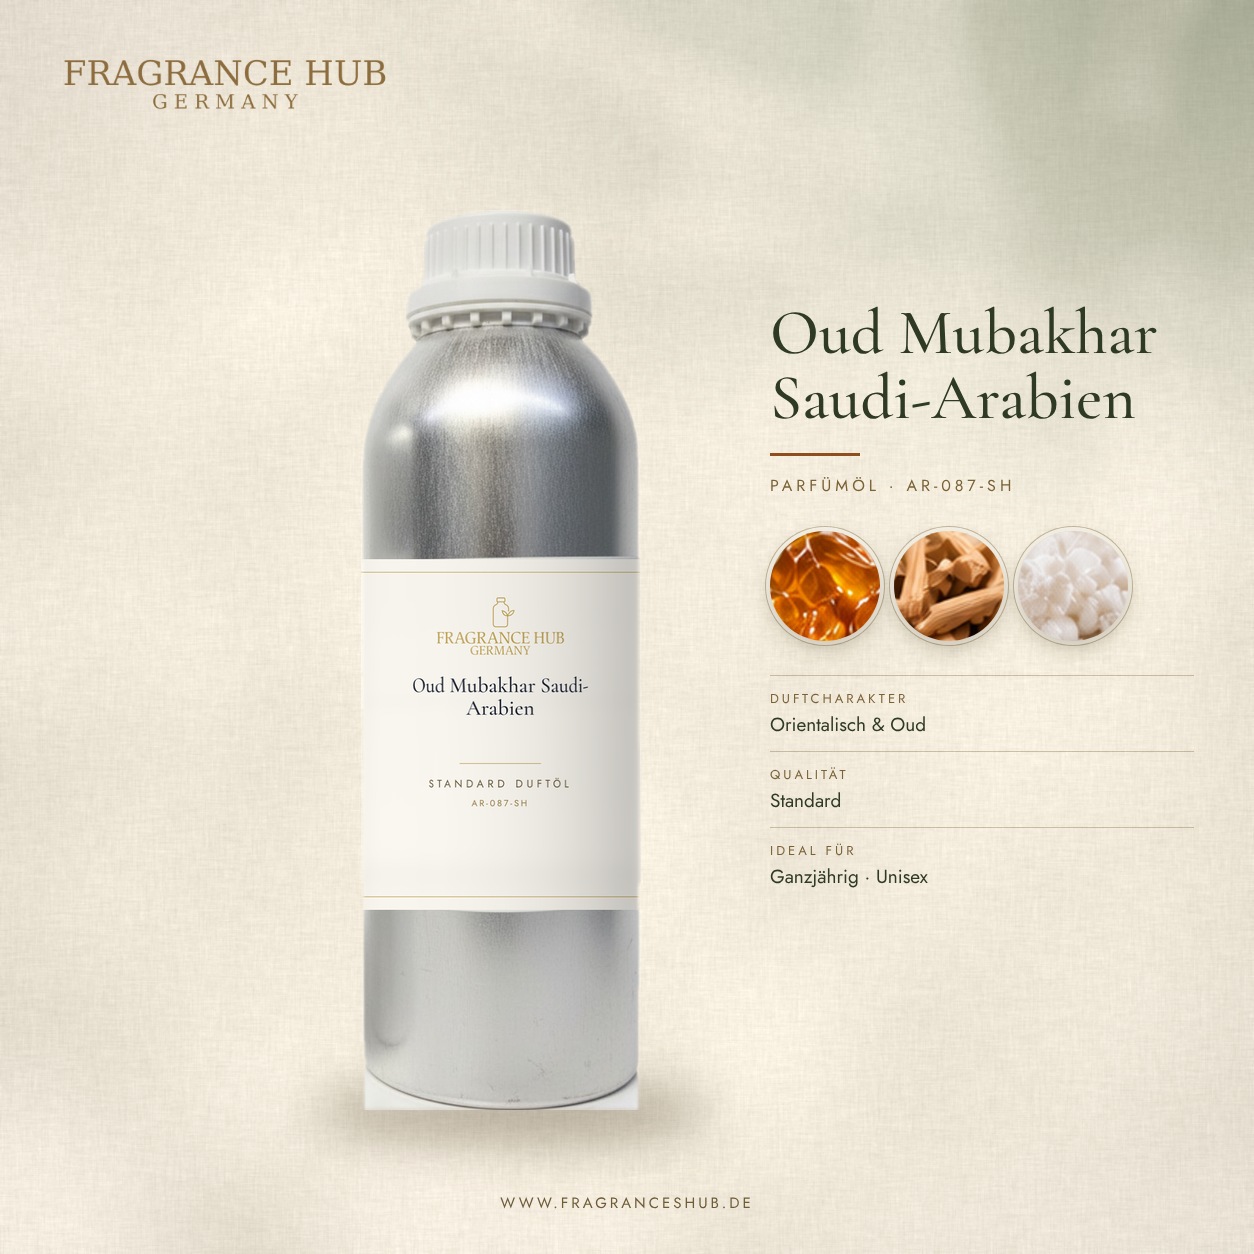 FRAGRANCE HUB
GERMANY
Oud Mubakhar
Saudi-Arabien
PARFÜMÖL · AR-087-SH
DUFTCHARAKTER
Orientalisch & Oud
QUALITÄT
Standard
IDEAL FÜR
Ganzjährig · Unisex
FRAGRANCE HUB
GERMANY
Oud Mubakhar Saudi-
Arabien
STANDARD DUFTÖL
AR-087-SH
WWW.FRAGRANCESHUB.DE